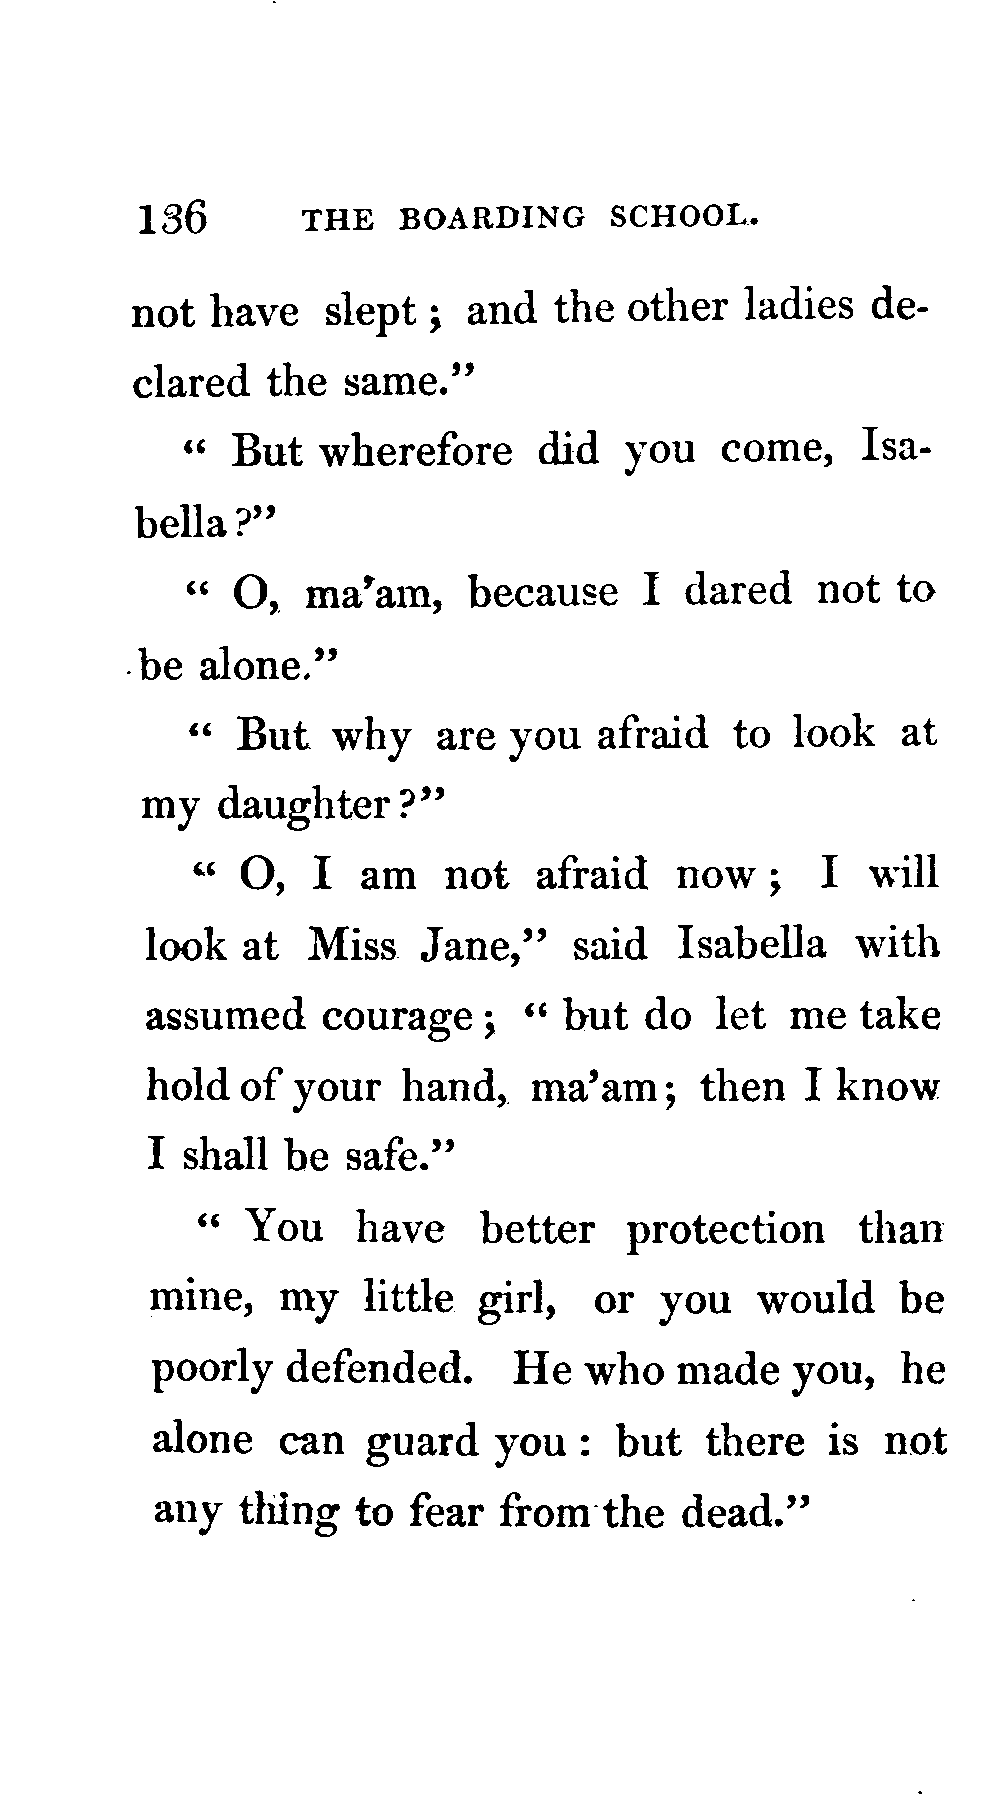 136 THE BOARDING SCHOOL.
not have slept ; and the other ladies de-
clared the same.”
“ But wherefore did you come, Isa-
bella ?”
“ O, ma’am, because I dared not to
be alone.”
“ But why are you afraid to look at
my daughter ?”
“ O, I am not afraid now ; I will
look at Miss Jane,” said Isabella with
assumed courage ; “ but do let me take
hold of your hand, ma’am ; then I know
I shall be safe.”
“ You have better protection than
mine, my little girl, or you would be
poorly defended. He who made you, he
alone can guard you : but there is not
any thing to fear from the dead.”